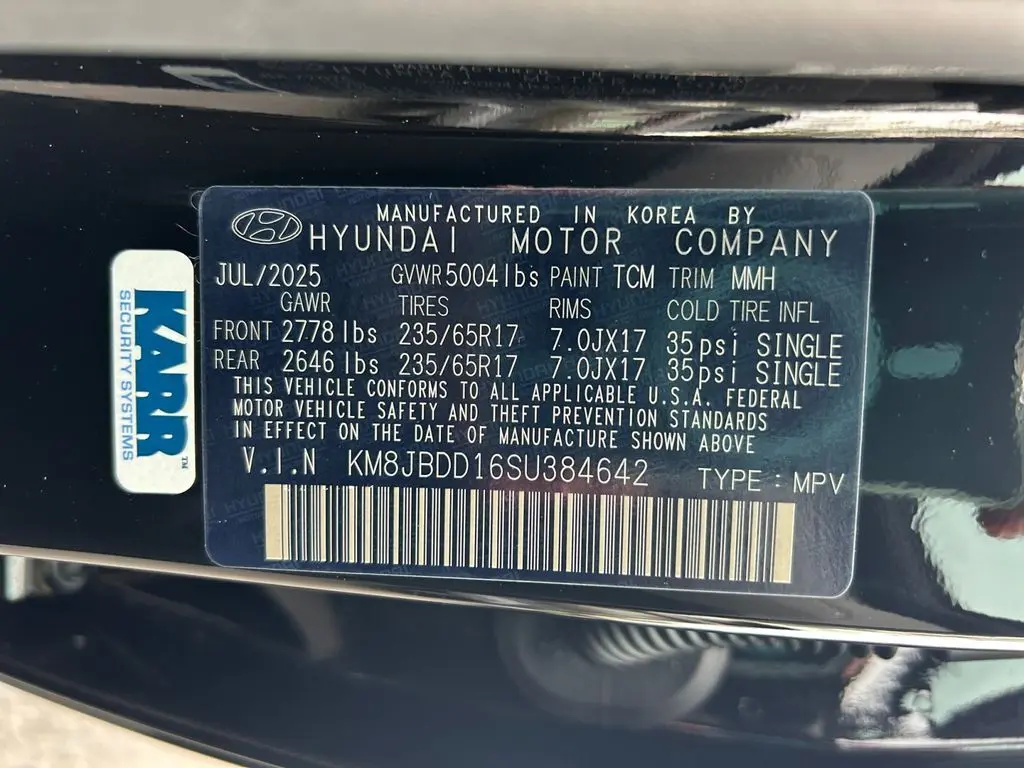 MANUFACTURED IN KOREA BY
HYUNDAI MOTOR COMPANY
JUL/2025 GVWR 5004lbs PAINT TCM TRIM MMH
GAWR TIRES RIMS COLD TIRE INFL
FRONT 2778 lbs 235/65R17 7.0JX17 35psi SINGLE
REAR 2646 lbs 235/65R17 7.0JX17 35psi SINGLE
THIS VEHICLE CONFORMS TO ALL APPLICABLE U.S.A. FEDERAL
MOTOR VEHICLE SAFETY AND THEFT PREVENTION STANDARDS
IN EFFECT ON THE DATE OF MANUFACTURE SHOWN ABOVE
V.I.N KM8JBDD16SU384642 TYPE : MPV
KARR™
SECURITY SYSTEMS